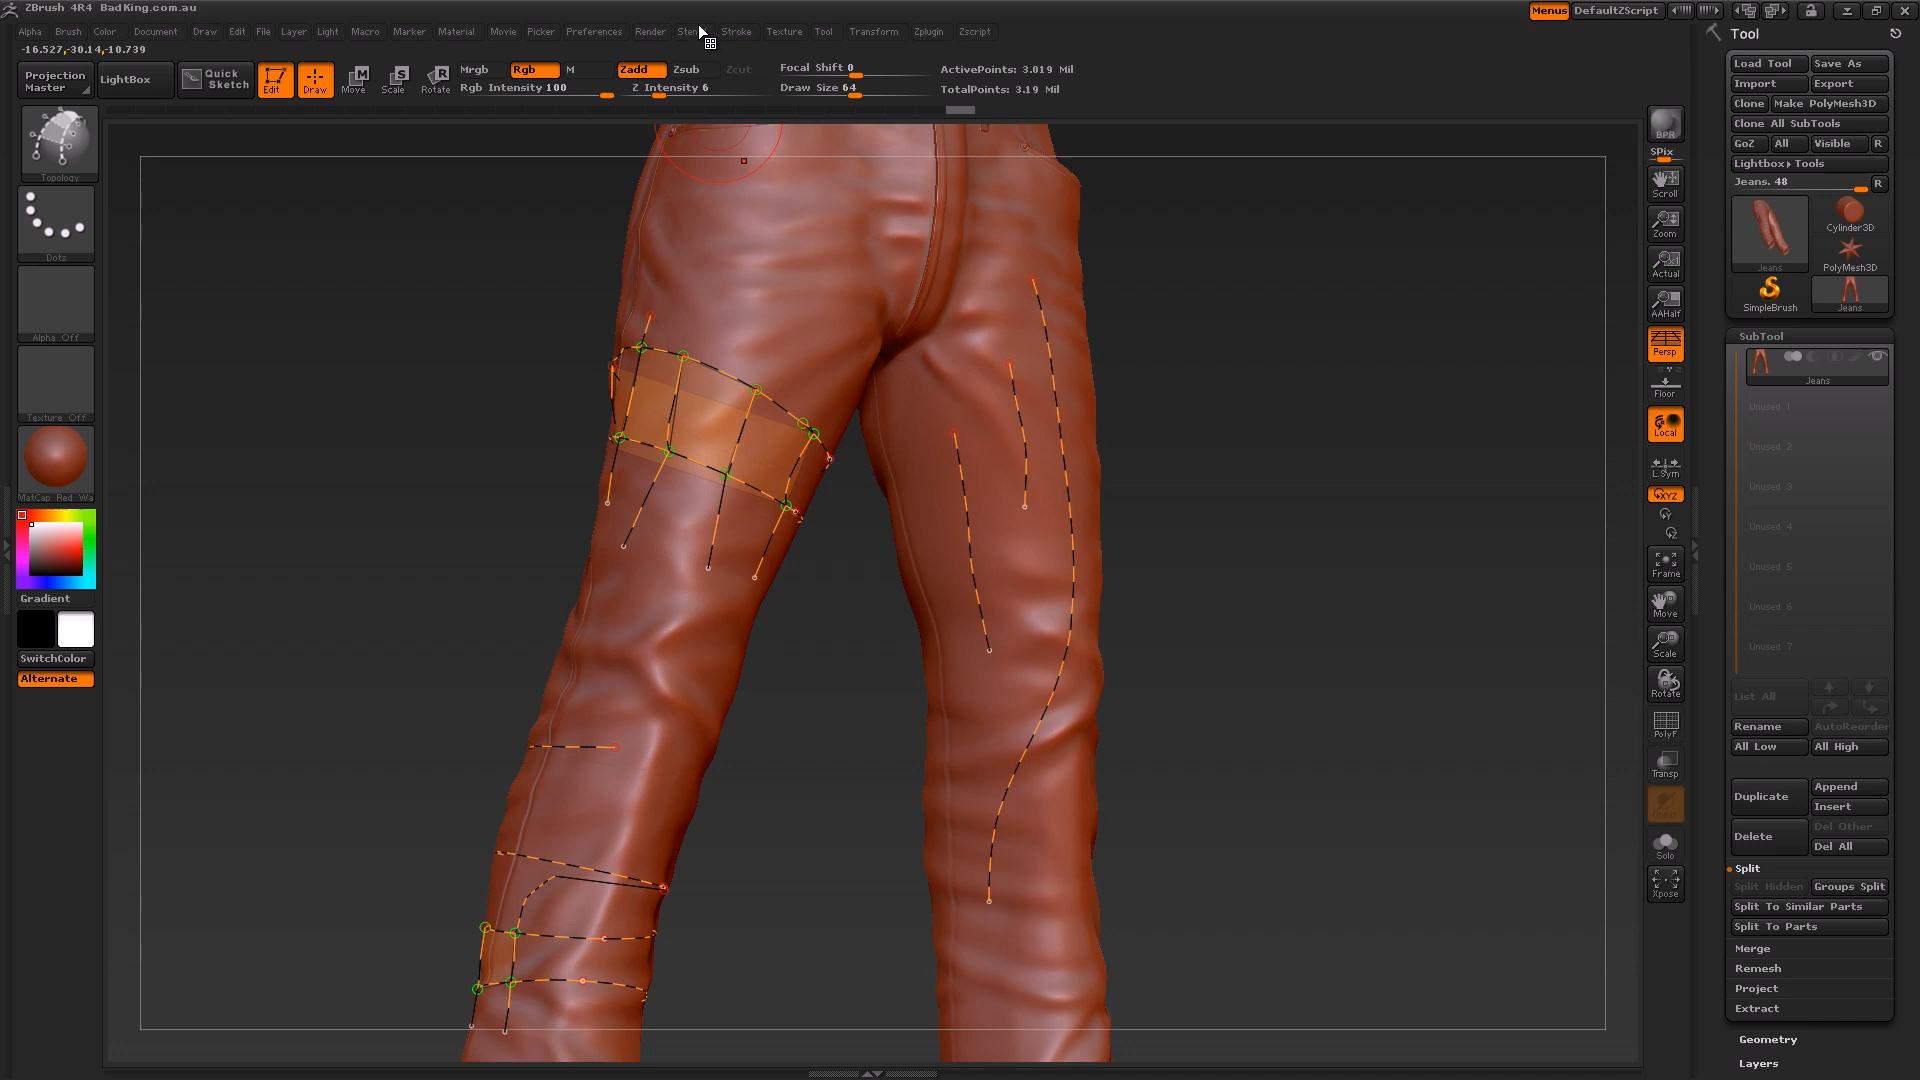 ZBrush 4R4 BadKing.com.au
Menus DefaultZScript
Alpha Brush Color Document Draw Edit File Layer Light Macro Marker Material Movie Picker Preferences Render Stroke Texture Tool Transform Zplugin Zscript
-16.527,-30.14,-10.739
Projection Master
LightBox
Quick Sketch
Edit
Draw
Move
Scale
Rotate
Mrgb Rgb M
Rgb Intensity 100
Zadd Zsub Zcut
Z Intensity 6
Focal Shift 0
Draw Size 64
ActivePoints: 3.019 Mil
TotalPoints: 3.19 Mil
Topology
Dots
Alpha Off
Texture Off
MatCap Red Wa
Gradient
SwitchColor
Alternate
BPR
SPix
Scroll
Zoom
Actual
AAHalf
Persp
Floor
Local
L.Sym
XYZ
Frame
Move
Scale
Rotate
PolyF
Transp
Solo
Xpose
Tool
Load Tool Save As
Import Export
Clone Make PolyMesh3D
Clone All SubTools
GoZ All Visible R
Lightbox▸Tools
Jeans. 48 R
Jeans
Cylinder3D
PolyMesh3D
SimpleBrush
Jeans
SubTool
Jeans
Unused 1
Unused 2
Unused 3
Unused 4
Unused 5
Unused 6
Unused 7
List All
Rename AutoReorder
All Low All High
Duplicate
Append
Insert
Delete
Del Other
Del All
Split
Split Hidden Groups Split
Split To Similar Parts
Split To Parts
Merge
Remesh
Project
Extract
Geometry
Layers